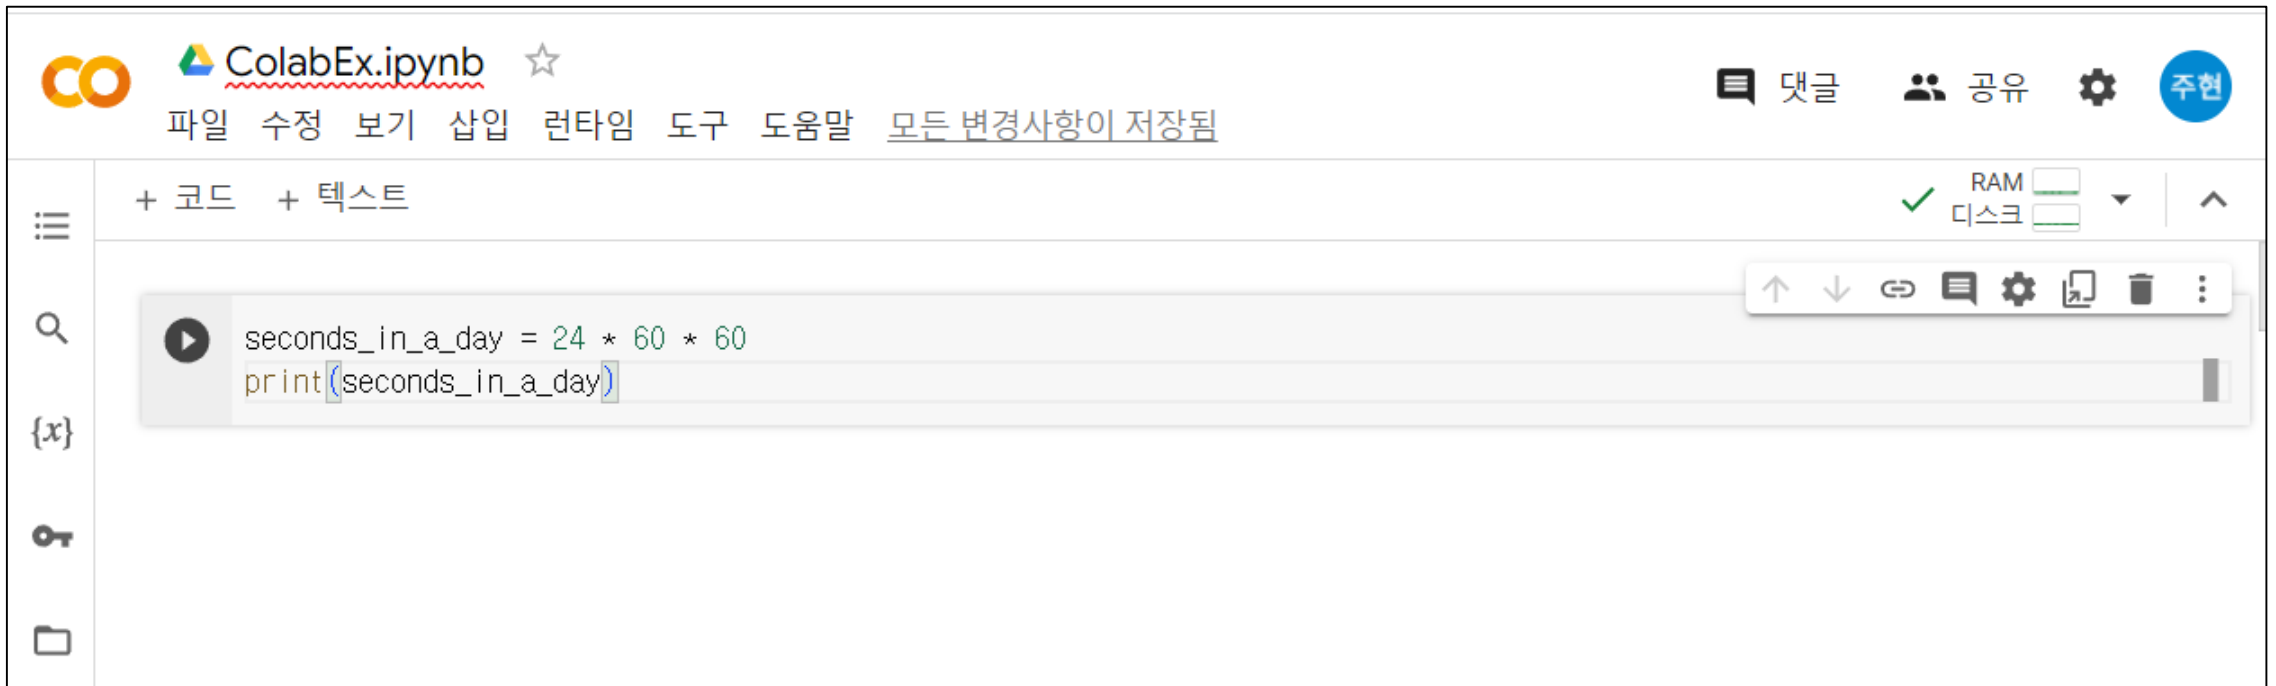 ColabEx.ipynb
댓글 공유 주현
파일 수정 보기 삽입 런타임 도구 도움말 모든 변경사항이 저장됨
+ 코드 + 텍스트
RAM
디스크
seconds_in_a_day = 24 * 60 * 60
print(seconds_in_a_day)
{x}